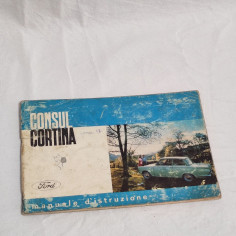 CONSUL
CORTINA
Ford
manuale d'istruzione